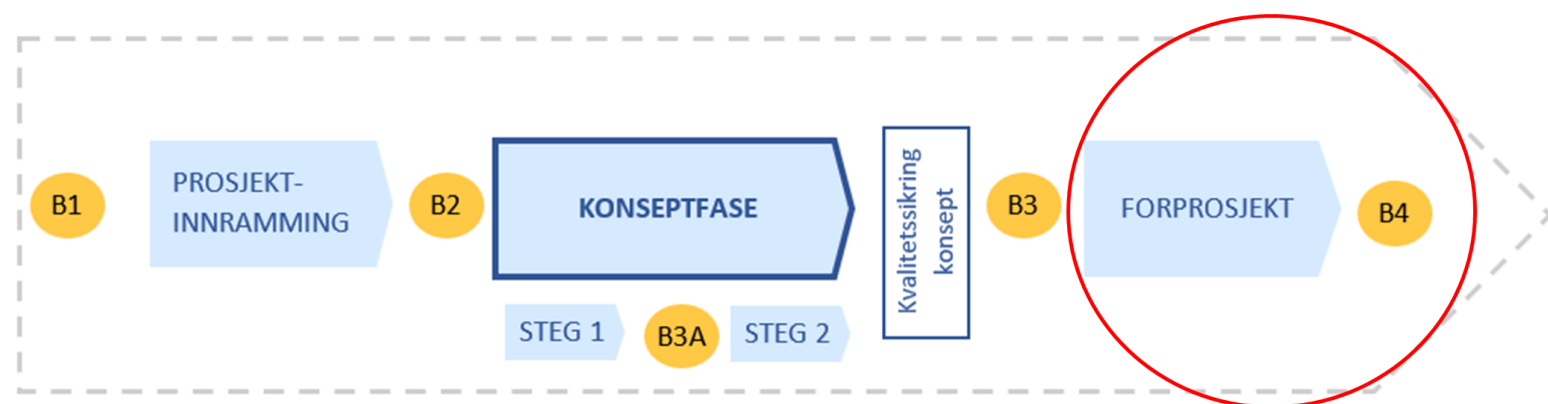 B1
PROSJEKT-
INNRAMMING
B2
KONSEPTFASE
STEG 1
B3A
STEG 2
Kvalitetssikring
konsept
B3
FORPROSJEKT
B4